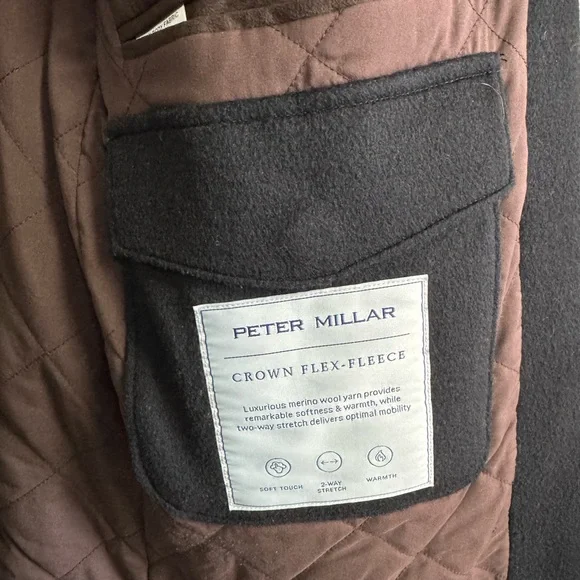 FABRIC
PETER MILLAR
CROWN FLEX-FLEECE
Luxurious merino wool yarn provides
remarkable softness & warmth, while
two-way stretch delivers optimal mobility
SOFT TOUCH
2-WAY
STRETCH
WARMTH